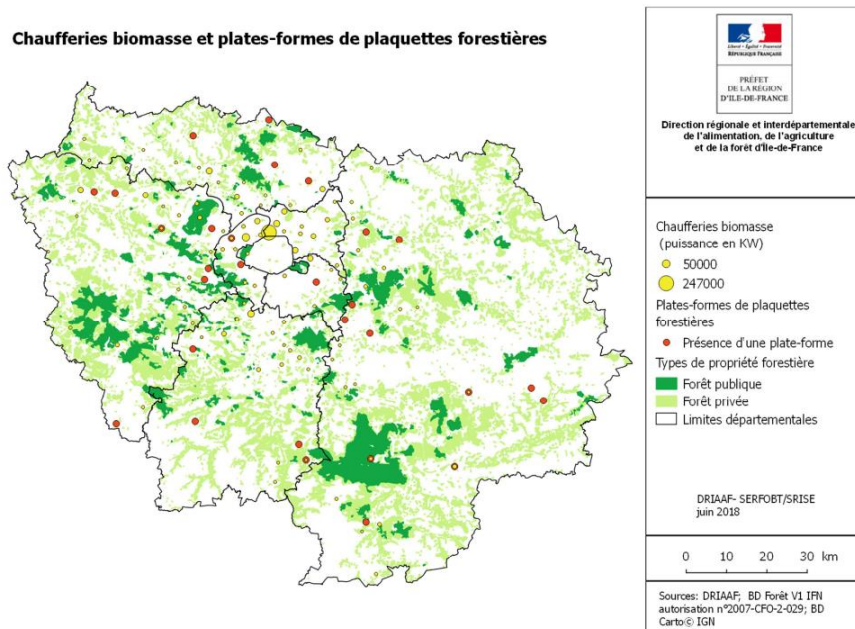 Chaufferies biomasse et plates-formes de plaquettes forestières
Liberté • Égalité • Fraternité
RÉPUBLIQUE FRANÇAISE
PRÉFET
DE LA RÉGION
D'ILE-DE-FRANCE
Direction régionale et interdépartementale
de l'alimentation, de l'agriculture
et de la forêt d'Île-de-France
Chaufferies biomasse
(puissance en KW)
50000
247000
Plates-formes de plaquettes
forestières
Présence d'une plate-forme
Types de propriété forestière
Forêt publique
Forêt privée
Limites départementales
DRIAAF- SERFOBT/SRISE
juin 2018
0 10 20 30 km
Sources: DRIAAF; BD Forêt V1 IFN
autorisation n°2007-CFO-2-029; BD
Carto© IGN